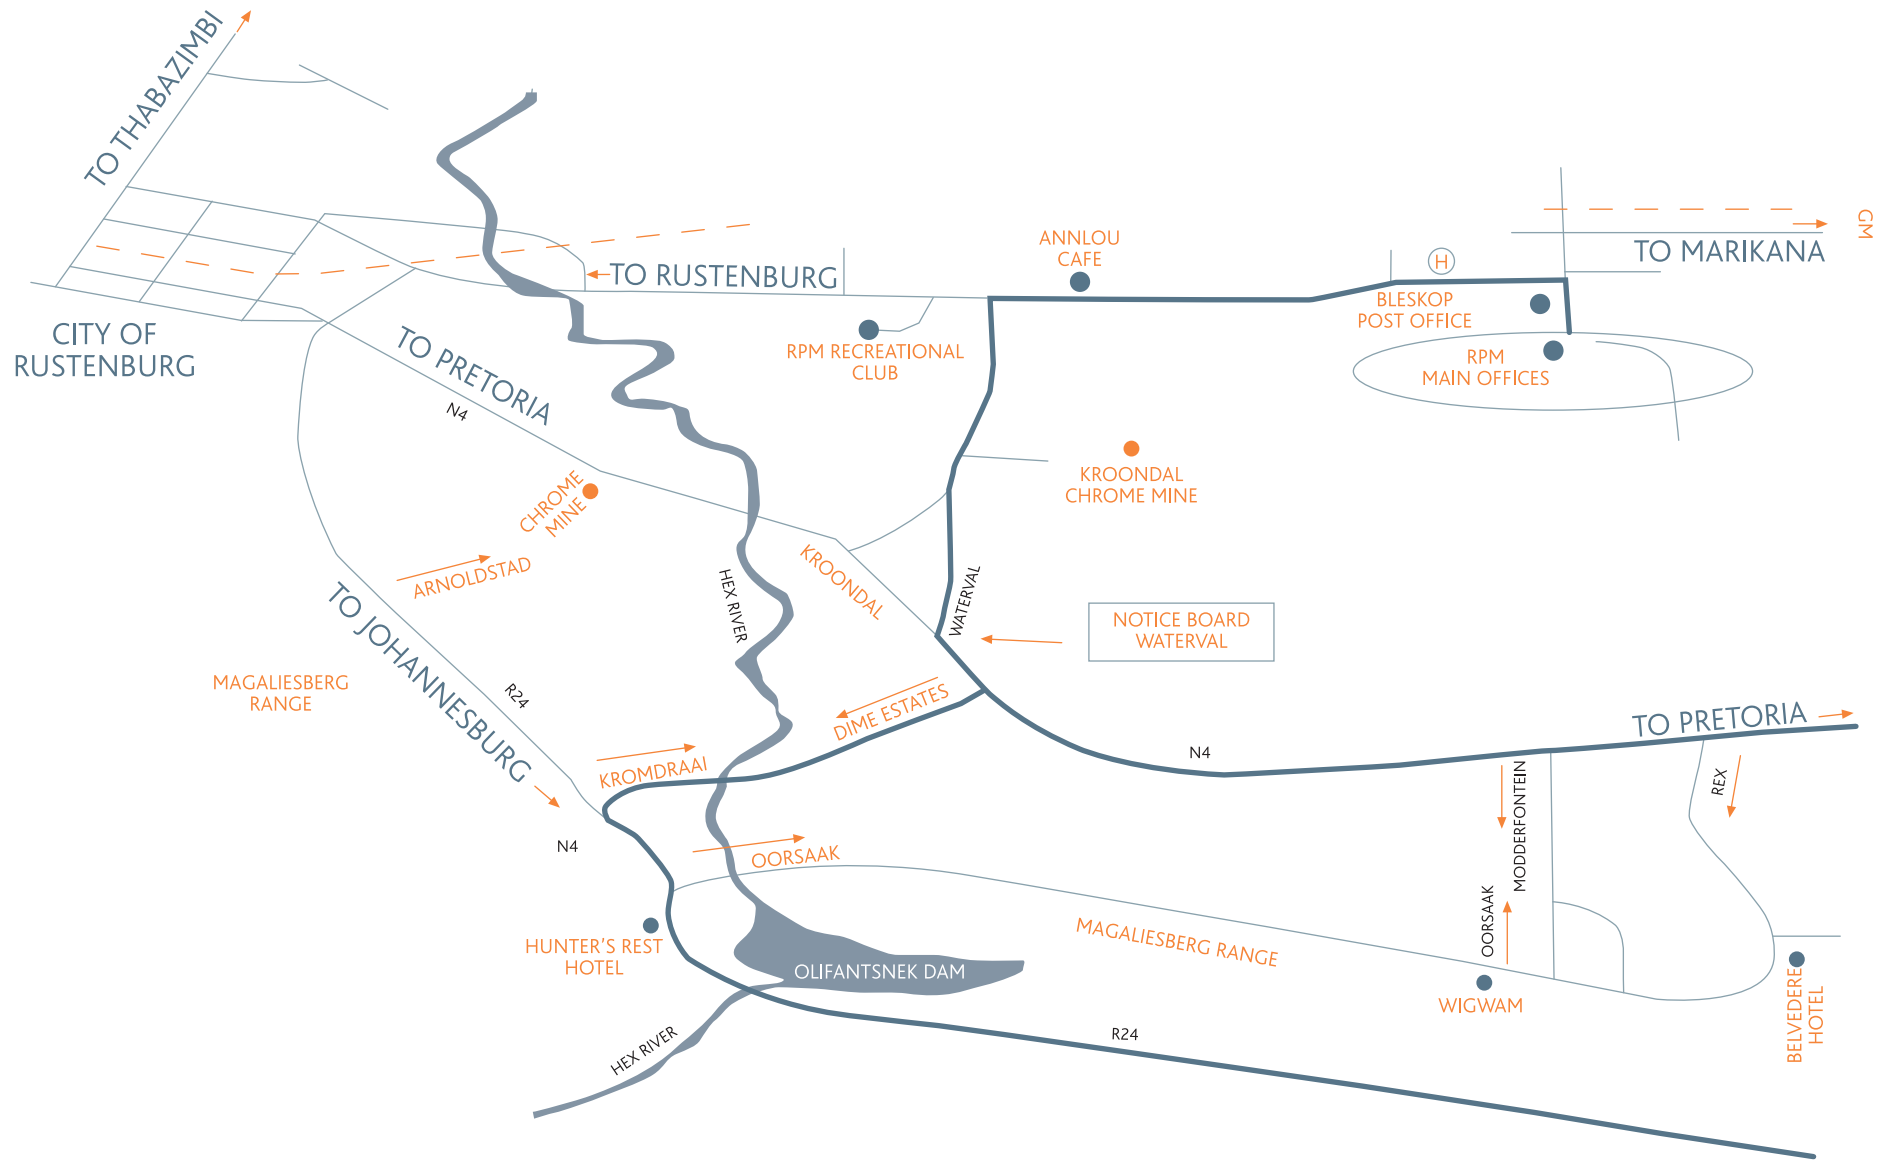 TO THABAZIMBI
CITY OF
RUSTENBURG
TO RUSTENBURG
ANNLOU
CAFE
H
TO MARIKANA
GM
BLESKOP
POST OFFICE
RPM
MAIN OFFICES
RPM RECREATIONAL
CLUB
TO PRETORIA
N4
CHROME
MINE
KROONDAL
CHROME MINE
ARNOLDSTAD
KROONDAL
HEX RIVER
WATERVAL
NOTICE BOARD
WATERVAL
TO JOHANNESBURG
R24
MAGALIESBERG
RANGE
DIME ESTATES
KROMDRAAI
N4
TO PRETORIA
N4
MODDERFONTEIN
REX
OORSAAK
OORSAAK
HUNTER'S REST
HOTEL
OLIFANTSNEK DAM
MAGALIESBERG RANGE
WIGWAM
BELVEDERE
HOTEL
HEX RIVER
R24